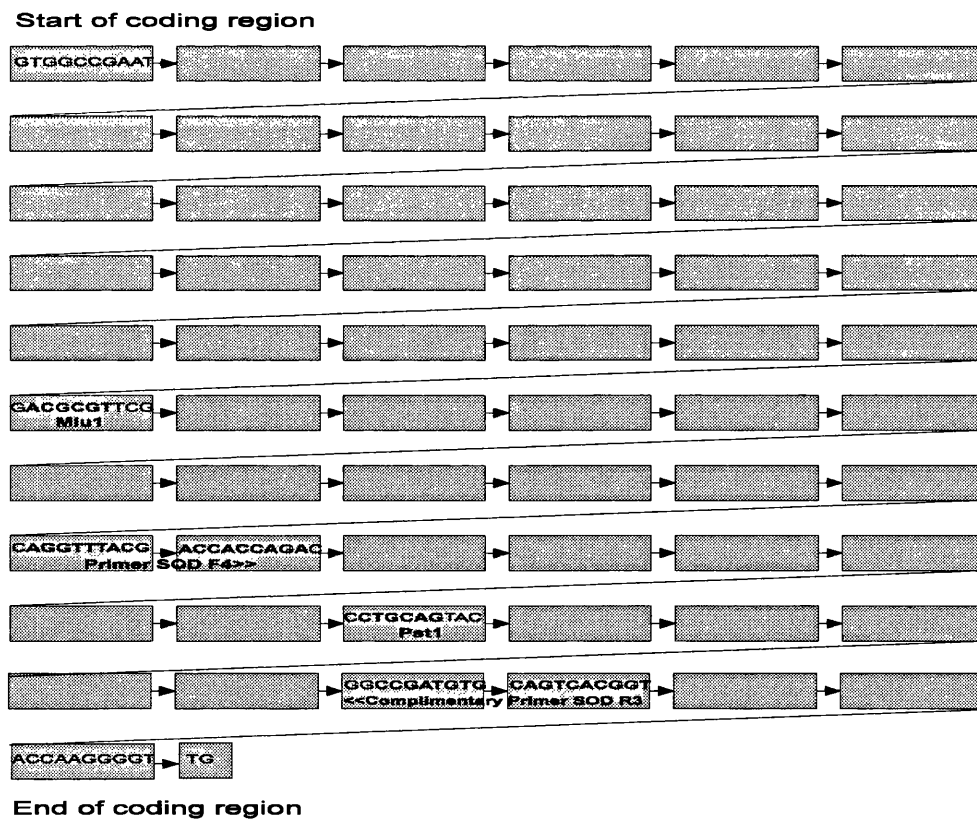 Start of coding region
GTGGCCGAAT
GACGCGTTCG
Mlu1
CAGGTTTACG ACCACCAGAC
Primer SOD F4>>
CCTGCAGTAC
Pst1
GGCCGATGTG CAGTCACGGT
<<Complimentary Primer SOD R3
ACCAAGGGGT TG
End of coding region